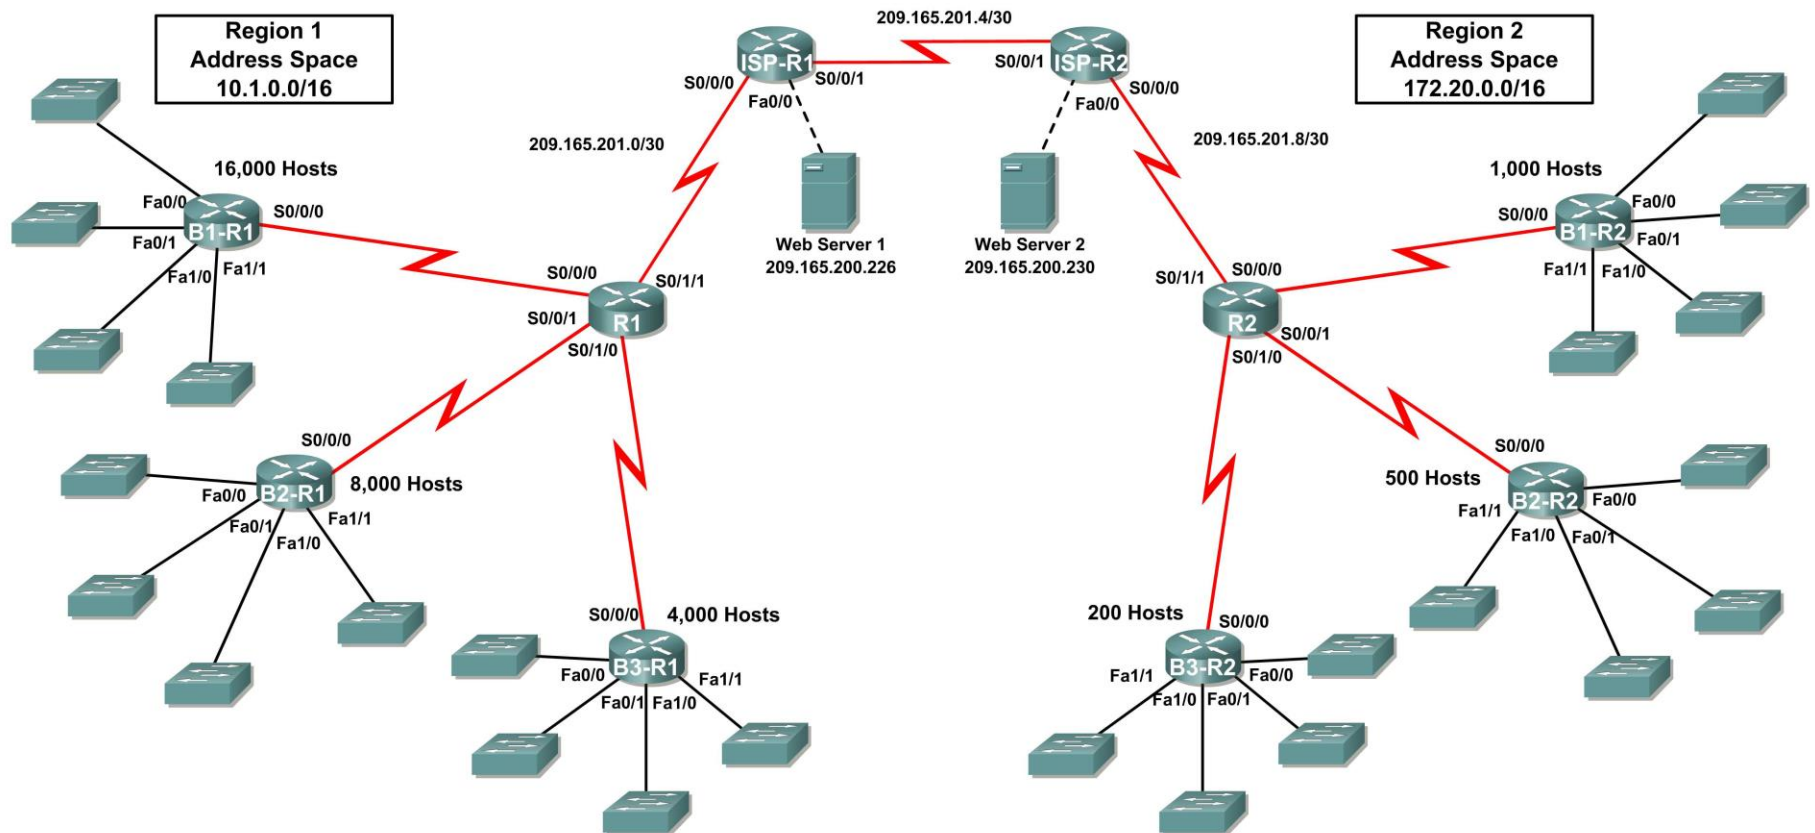 Region 1
Address Space
10.1.0.0/16
209.165.201.4/30
Region 2
Address Space
172.20.0.0/16
ISP-R1
S0/0/0
S0/0/1
Fa0/0
ISP-R2
S0/0/1
S0/0/0
Fa0/0
209.165.201.0/30
209.165.201.8/30
Web Server 1
209.165.200.226
Web Server 2
209.165.200.230
16,000 Hosts
Fa0/0
S0/0/0
B1-R1
Fa0/1
Fa1/0
Fa1/1
S0/0/0
S0/1/1
S0/0/1
R1
S0/1/0
S0/0/0
8,000 Hosts
B2-R1
Fa0/0
Fa0/1
Fa1/0
Fa1/1
S0/0/0
4,000 Hosts
B3-R1
Fa0/0
Fa0/1
Fa1/0
Fa1/1
1,000 Hosts
S0/0/0
Fa0/0
B1-R2
Fa0/1
Fa1/1
Fa1/0
S0/1/1
S0/0/0
R2
S0/0/1
S0/1/0
S0/0/0
500 Hosts
B2-R2
Fa0/0
Fa1/1
Fa1/0
Fa0/1
200 Hosts
S0/0/0
B3-R2
Fa1/1
Fa0/0
Fa1/0
Fa0/1